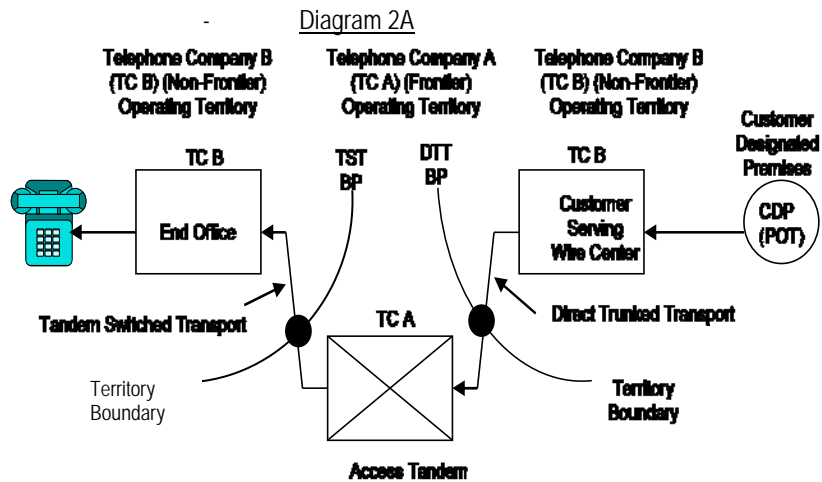 -
Diagram 2A
Telephone Company B
(TC B) (Non-Frontier)
Operating Territory
Telephone Company A
(TC A) (Frontier)
Operating Territory
Telephone Company B
(TC B) (Non-Frontier)
Operating Territory
Customer
Designated
Premises
TC B
TST
BP
DTT
BP
TC B
End Office
Customer
Serving
Wire Center
CDP
(POT)
Tandem Switched Transport
TC A
Direct Trunked Transport
Territory
Boundary
Territory
Boundary
Access Tandem